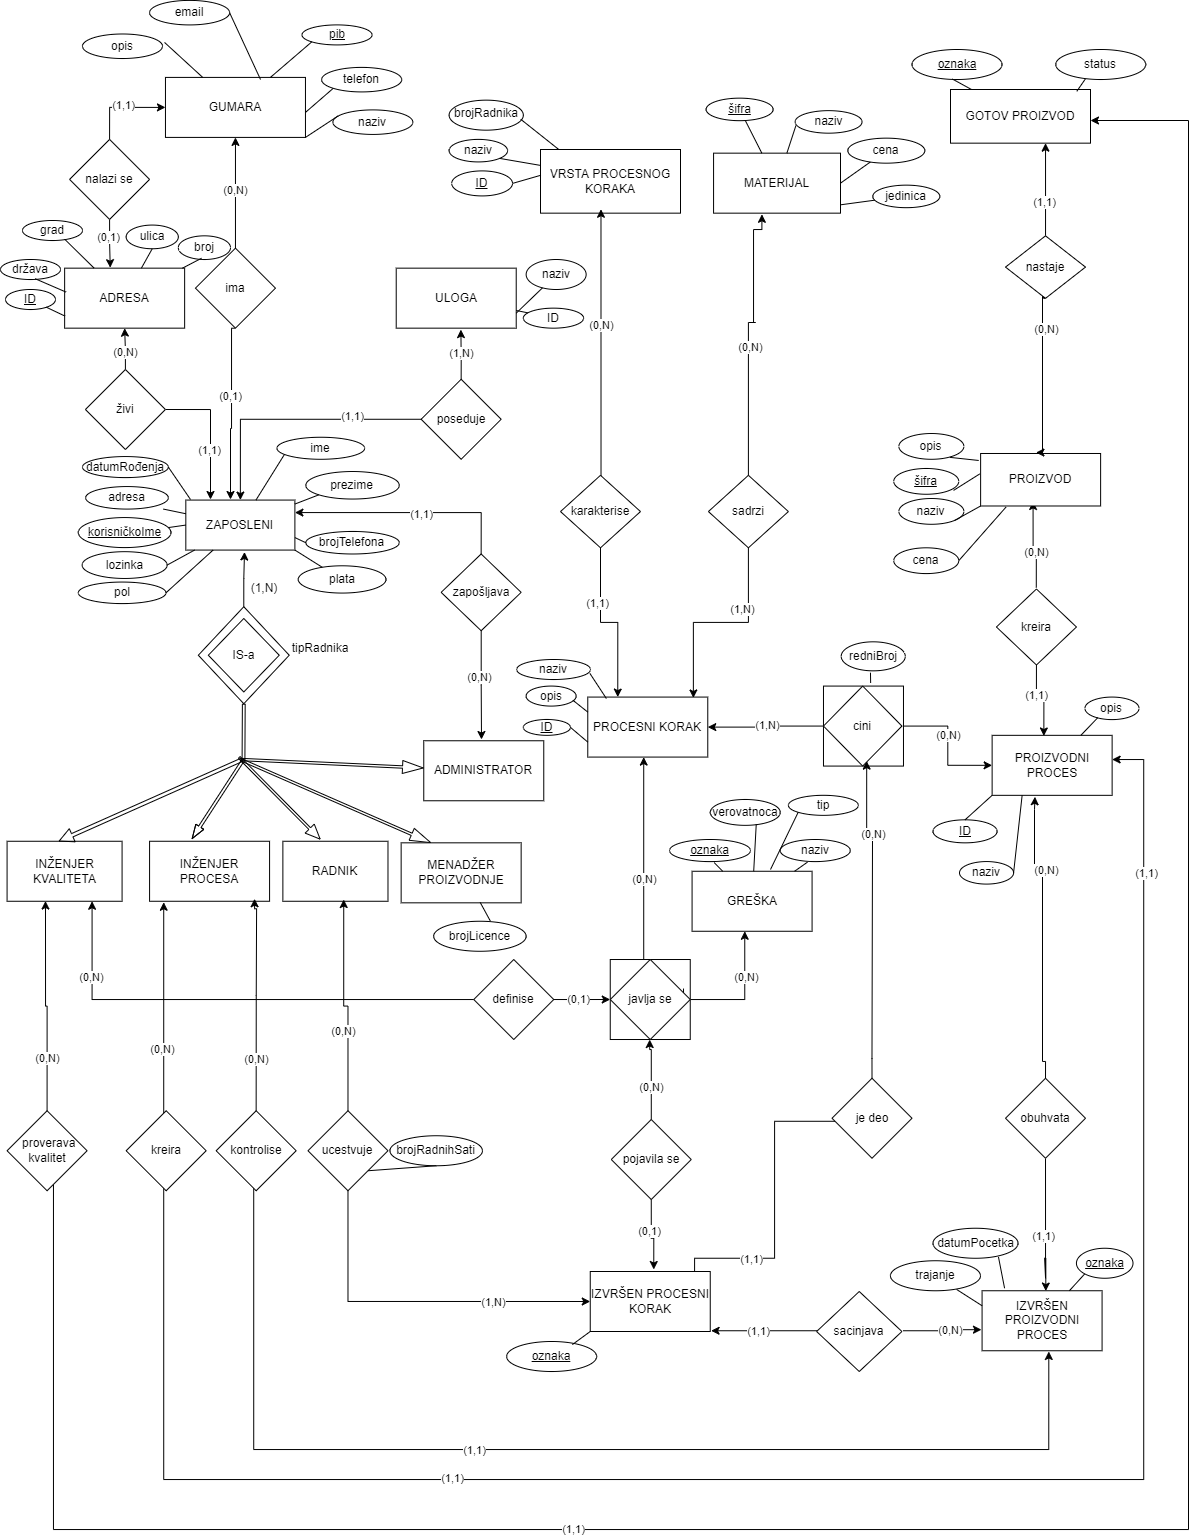 email
opis
pib
telefon
naziv
GUMARA
(1,1)
nalazi se
(0,1)
(0,N)
ima
(0,1)
grad
ulica
broj
država
ID
ADRESA
(0,N)
živi
(1,1)
ULOGA
naziv
ID
(1,N)
poseduje
(1,1)
brojRadnika
naziv
ID
VRSTA PROCESNOG
KORAKA
(0,N)
karakterise
(1,1)
šifra
naziv
cena
jedinica
MATERIJAL
(0,N)
sadrzi
(1,N)
oznaka
status
GOTOV PROIZVOD
(1,1)
nastaje
(0,N)
opis
šifra
naziv
cena
PROIZVOD
(0,N)
kreira
(1,1)
datumRođenja
adresa
korisničkoIme
lozinka
pol
ime
prezime
brojTelefona
plata
ZAPOSLENI
(1,1)
zapošljava
(0,N)
(1,N)
IS-a
tipRadnika
ADMINISTRATOR
naziv
opis
ID
PROCESNI KORAK
redniBroj
(1,N)
cini
(0,N)
opis
PROIZVODNI
PROCES
ID
naziv
INŽENJER
KVALITETA
INŽENJER
PROCESA
RADNIK
MENADŽER
PROIZVODNJE
brojLicence
verovatnoca
tip
oznaka
naziv
GREŠKA
(0,N)
(0,N)
(0,N)
(1,1)
(0,N)
definise
(0,1)
javlja se
(0,N)
(0,N)
(0,N)
(0,N)
(0,N)
(0,N)
proverava
kvalitet
kreira
kontrolise
ucestvuje
brojRadnihSati
pojavila se
(0,1)
je deo
(1,1)
obuhvata
(1,1)
datumPocetka
oznaka
trajanje
IZVRŠEN PROCESNI
KORAK
(1,N)
oznaka
(1,1)
sacinjava
(0,N)
IZVRŠEN
PROIZVODNI
PROCES
(1,1)
(1,1)
(1,1)